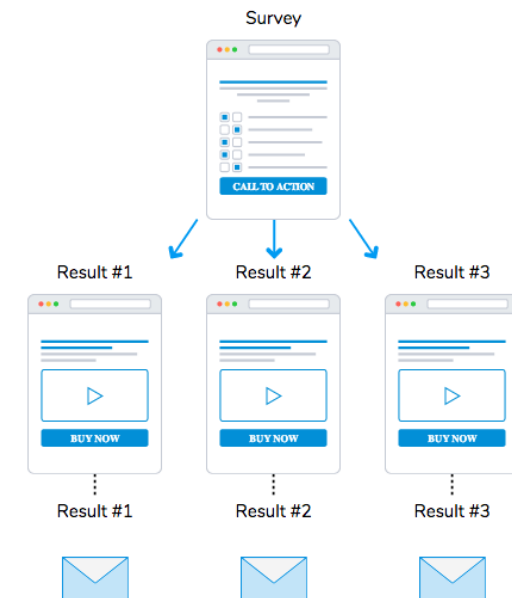 Survey
CALL TO ACTION
Result #1
Result #2
Result #3
BUY NOW
BUY NOW
BUY NOW
Result #1
Result #2
Result #3